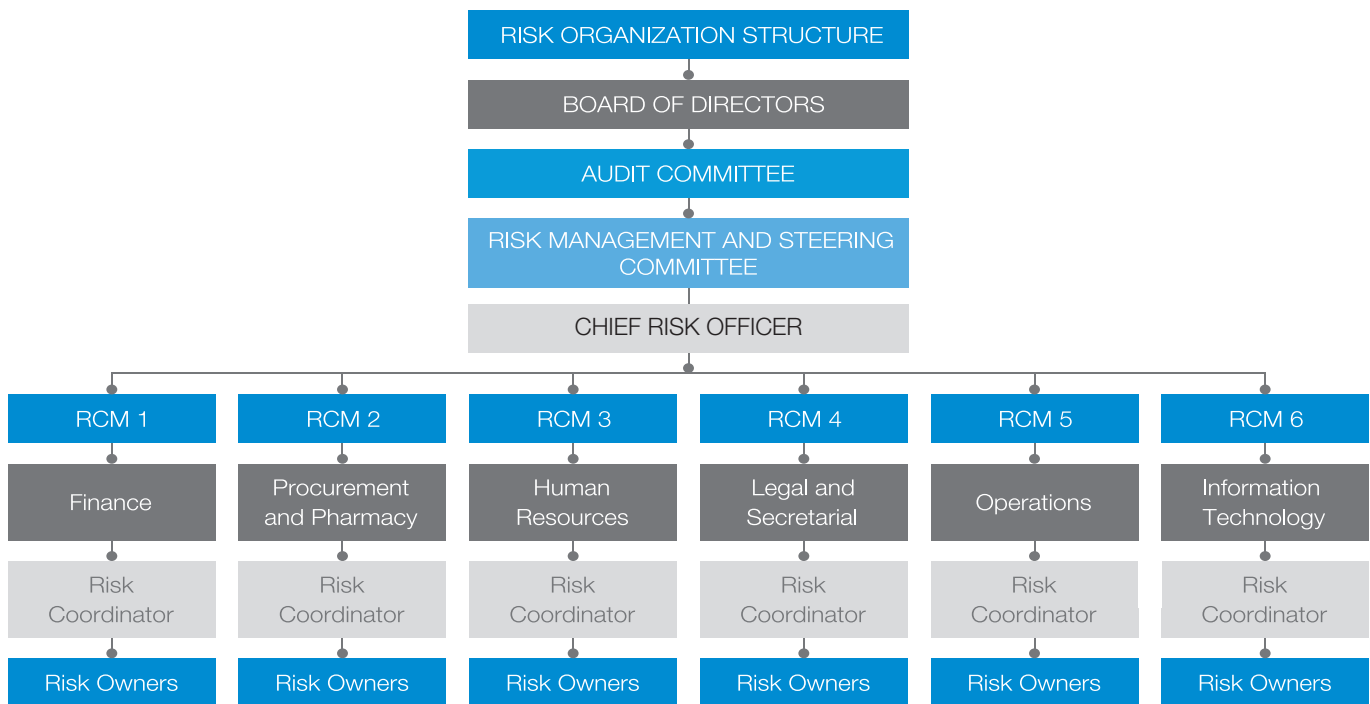 RISK ORGANIZATION STRUCTURE
BOARD OF DIRECTORS
AUDIT COMMITTEE
RISK MANAGEMENT AND STEERING
COMMITTEE
CHIEF RISK OFFICER
RCM 1
RCM 2
RCM 3
RCM 4
RCM 5
RCM 6
Finance
Procurement
and Pharmacy
Human
Resources
Legal and
Secretarial
Operations
Information
Technology
Risk
Coordinator
Risk
Coordinator
Risk
Coordinator
Risk
Coordinator
Risk
Coordinator
Risk
Coordinator
Risk Owners
Risk Owners
Risk Owners
Risk Owners
Risk Owners
Risk Owners